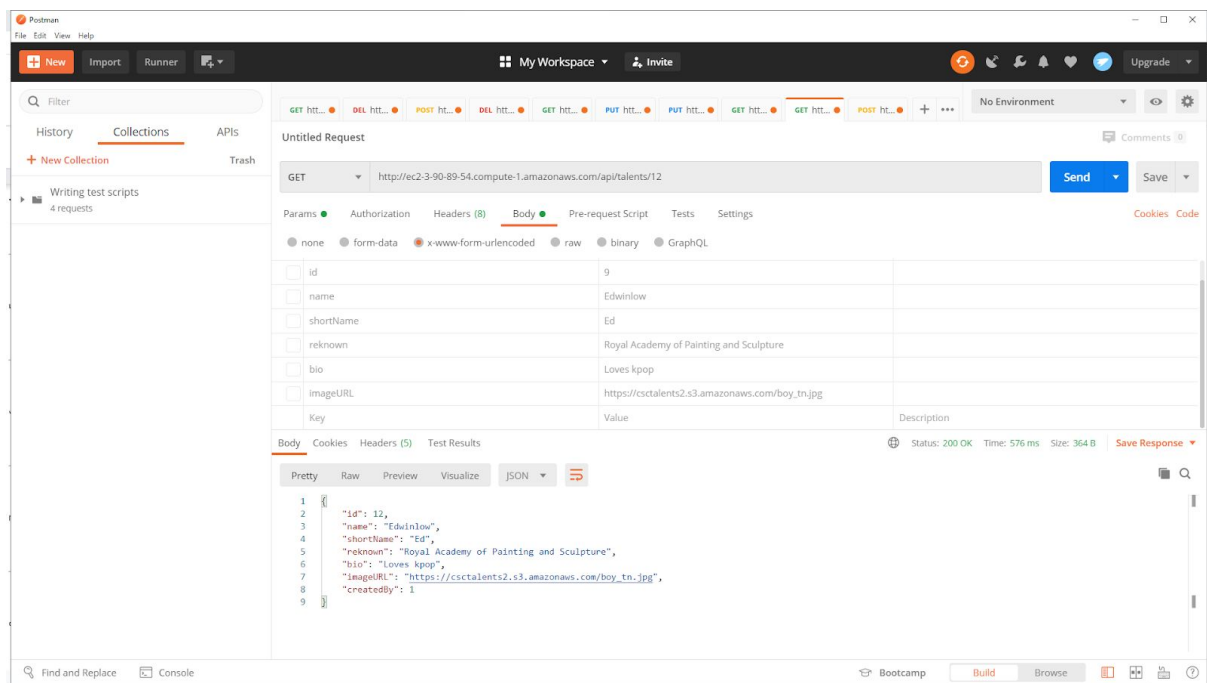 Postman
File Edit View Help
New Import Runner My Workspace Invite Upgrade
Filter
History Collections APIs
+ New Collection Trash
Writing test scripts
4 requests
GET htt... DEL htt... POST ht... DEL htt... GET htt... PUT htt... PUT htt... GET htt... GET htt... POST ht... + ••• No Environment
Untitled Request Comments 0
GET http://ec2-3-90-89-54.compute-1.amazonaws.com/api/talents/12 Send Save
Params Authorization Headers (8) Body Pre-request Script Tests Settings Cookies Code
none form-data x-www-form-urlencoded raw binary GraphQL
id 9
name Edwinlow
shortName Ed
reknown Royal Academy of Painting and Sculpture
bio Loves kpop
imageURL https://csctalents2.s3.amazonaws.com/boy_tn.jpg
Key Value Description
Body Cookies Headers (5) Test Results Status: 200 OK Time: 576 ms Size: 364 B Save Response
Pretty Raw Preview Visualize JSON
1 {
2 "id": 12,
3 "name": "Edwinlow",
4 "shortName": "Ed",
5 "reknown": "Royal Academy of Painting and Sculpture",
6 "bio": "Loves kpop",
7 "imageURL": "https://csctalents2.s3.amazonaws.com/boy_tn.jpg",
8 "createdBy": 1
9 }
Find and Replace Console Bootcamp Build Browse